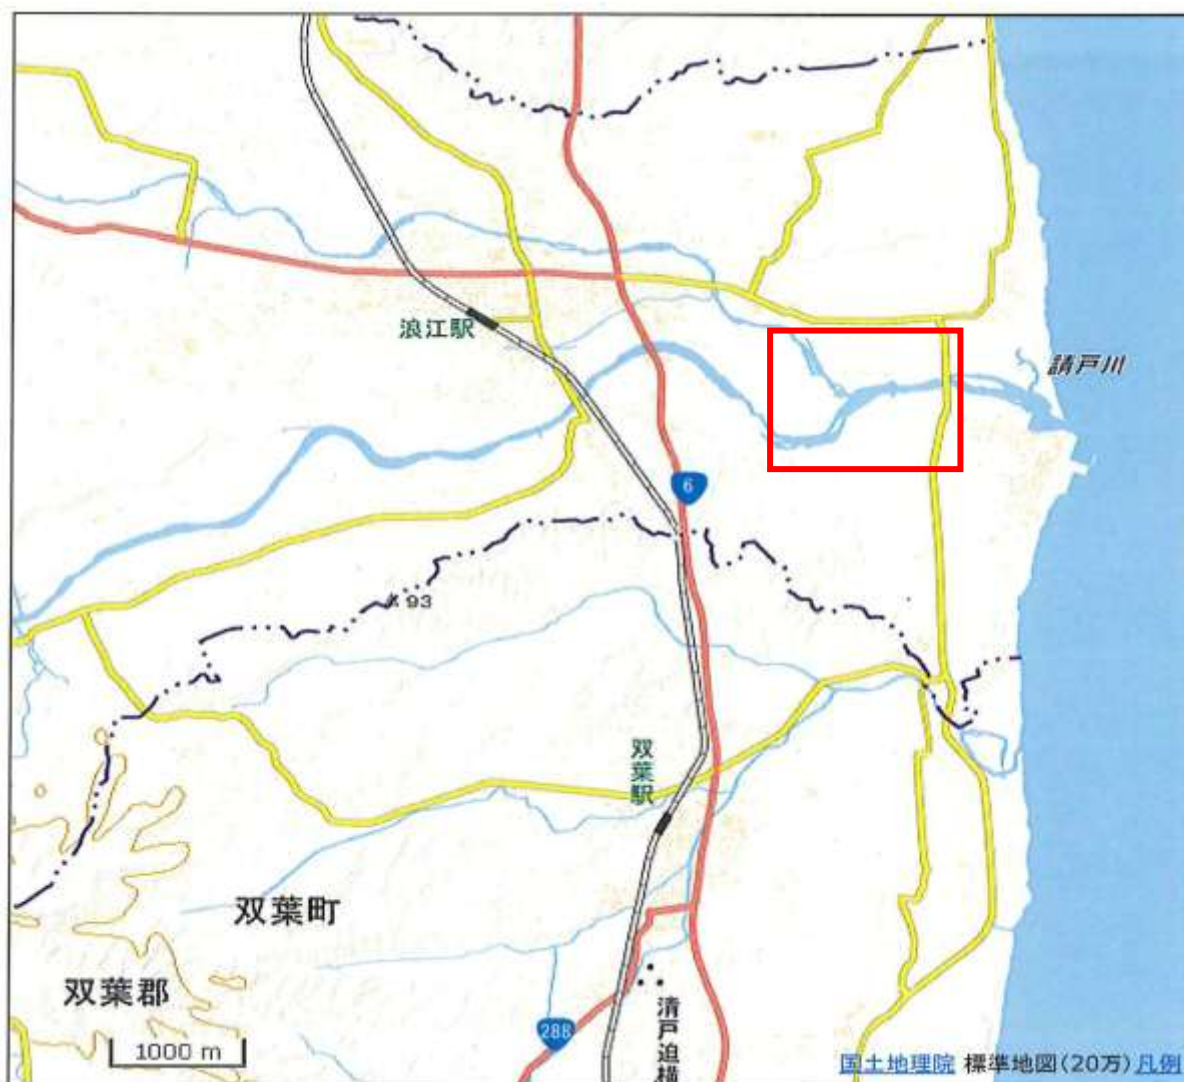 浪江駅
請戸川
6
93
双葉駅
双葉町
双葉郡
288
清戸迫横
1000 m
国土地理院 標準地図(20万) 凡例